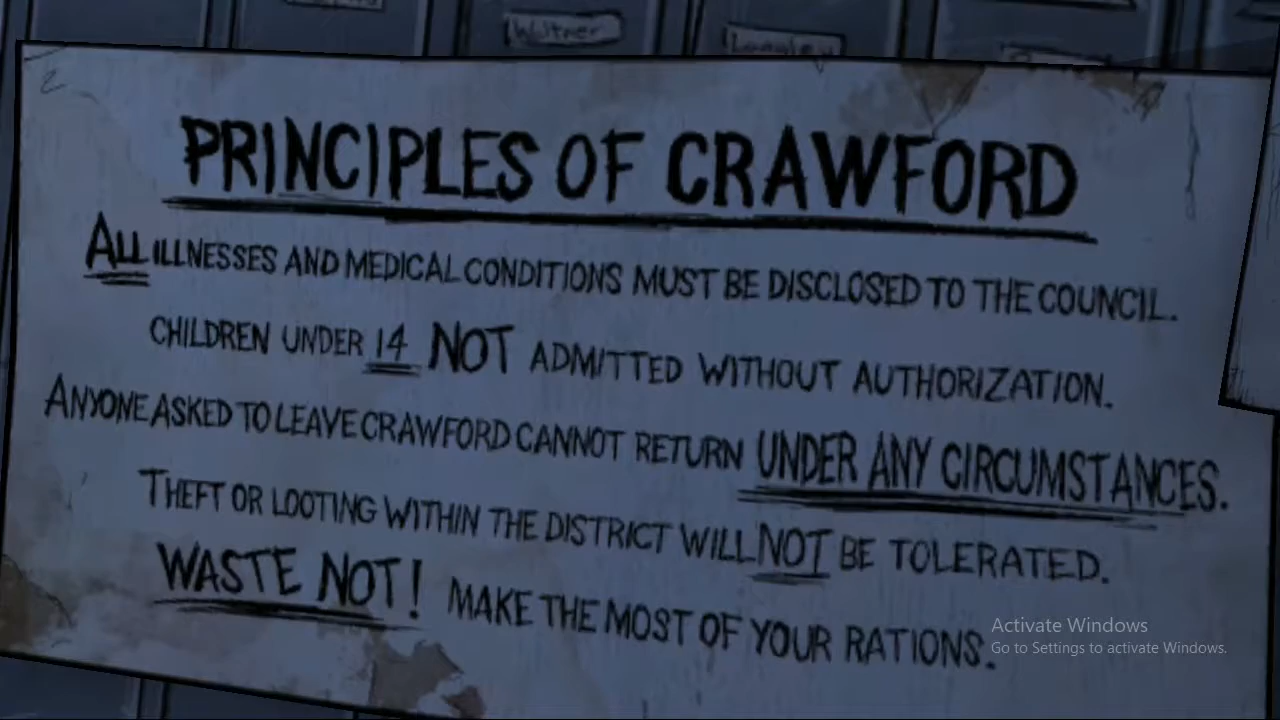 Woltner
PRINCIPLES OF CRAWFORD
ALL ILLNESSES AND MEDICAL CONDITIONS MUST BE DISCLOSED TO THE COUNCIL.
CHILDREN UNDER 14 NOT ADMITTED WITHOUT AUTHORIZATION.
ANYONE ASKED TO LEAVE CRAWFORD CANNOT RETURN UNDER ANY CIRCUMSTANCES.
THEFT OR LOOTING WITHIN THE DISTRICT WILL NOT BE TOLERATED.
WASTE NOT! MAKE THE MOST OF YOUR RATIONS.
Activate Windows
Go to Settings to activate Windows.